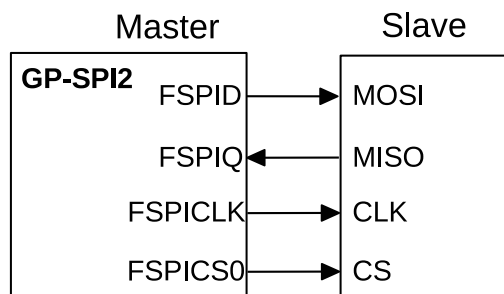 Master Slave
GP-SPI2
FSPID MOSI
FSPIQ MISO
FSPICLK CLK
FSPICS0 CS